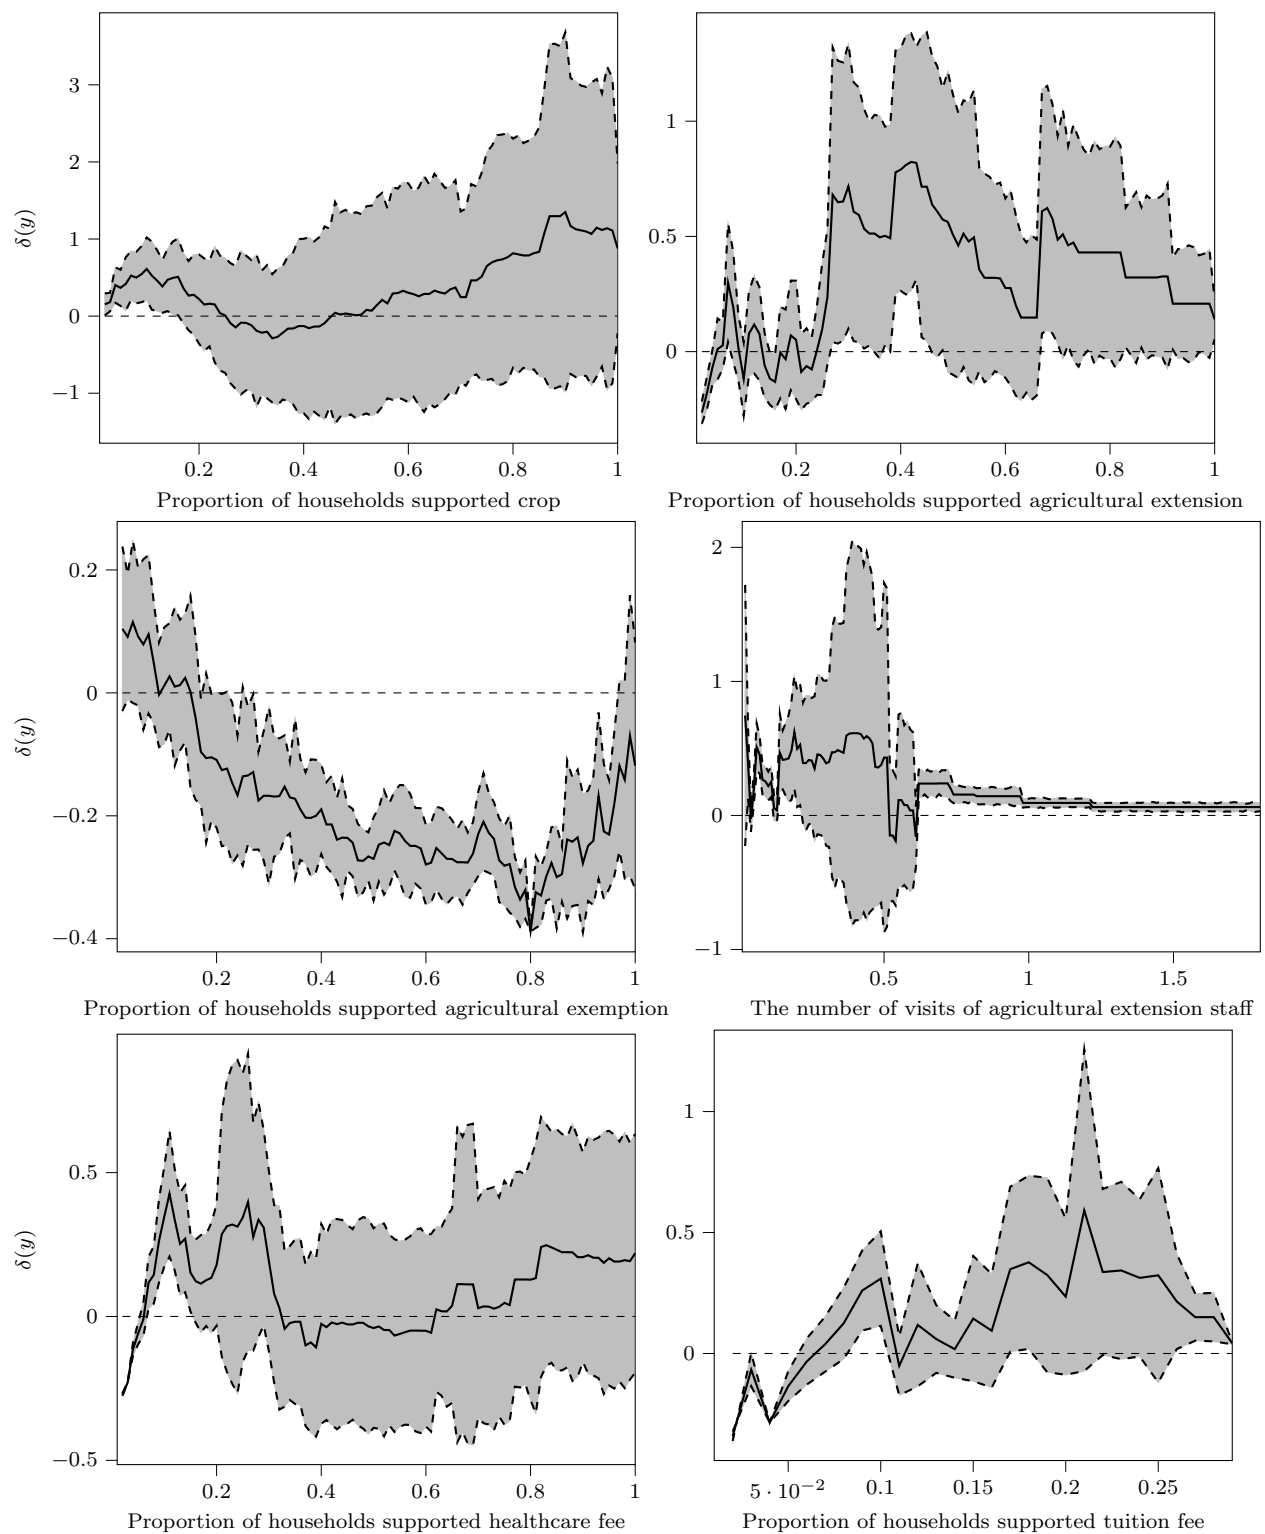 3
2
1
0
−1
δ(y)
0.2 0.4 0.6 0.8 1
Proportion of households supported crop
1
0.5
0
0.2 0.4 0.6 0.8 1
Proportion of households supported agricultural extension
0.2
0
−0.2
−0.4
δ(y)
0.2 0.4 0.6 0.8 1
Proportion of households supported agricultural exemption
2
1
0
−1
0.5 1 1.5
The number of visits of agricultural extension staff
0.5
0
−0.5
δ(y)
0.2 0.4 0.6 0.8 1
Proportion of households supported healthcare fee
1
0.5
0
5 · 10⁻² 0.1 0.15 0.2 0.25
Proportion of households supported tuition fee